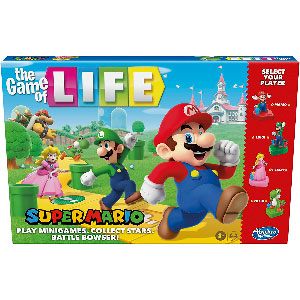 the Game of
LIFE
SELECT
YOUR
PLAYER
SUPER MARIO
PLAY MINIGAMES, COLLECT STARS,
BATTLE BOWSER!
Hasbro
Gaming